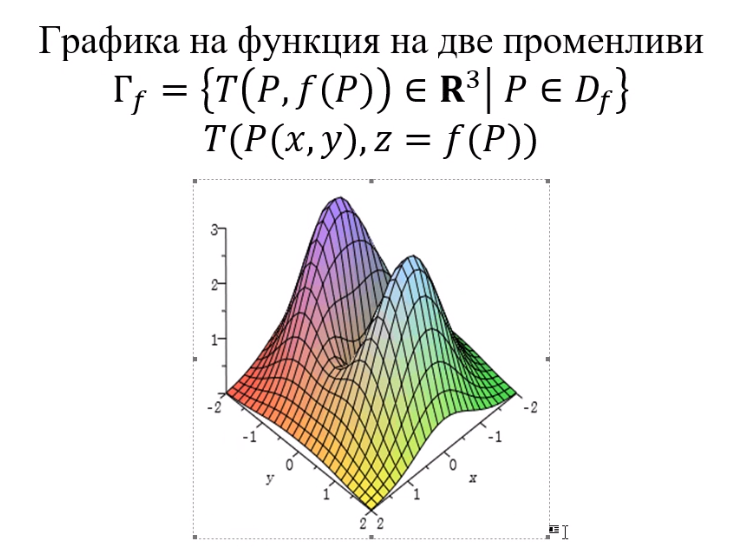 Графика на функция на две променливи
Γ_f = {T(P, f(P)) ∈ R³| P ∈ D_f}
T(P(x, y), z = f(P))
3
2
1
-2 -2
-1 -1
0 0
y x
1 1
2 2